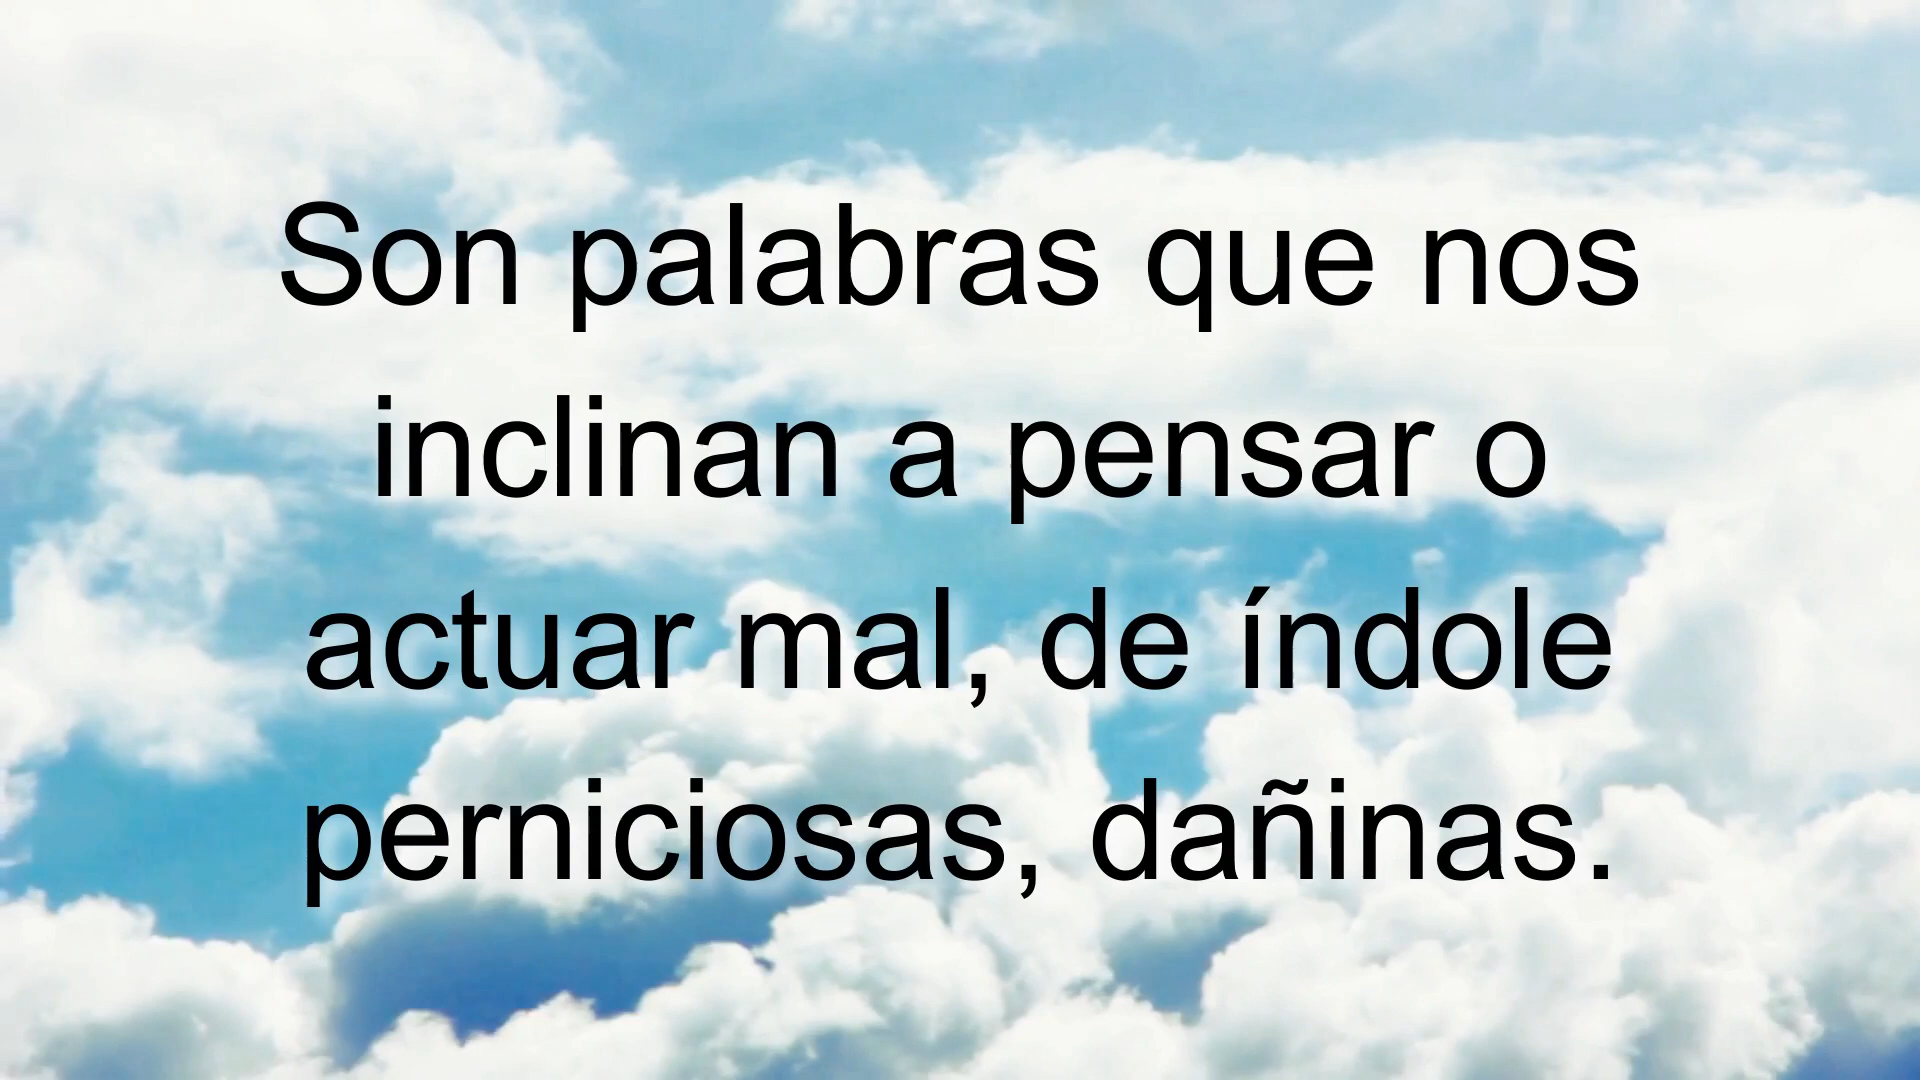 Son palabras que nos
inclinan a pensar o
actuar mal, de índole
perniciosas, dañinas.